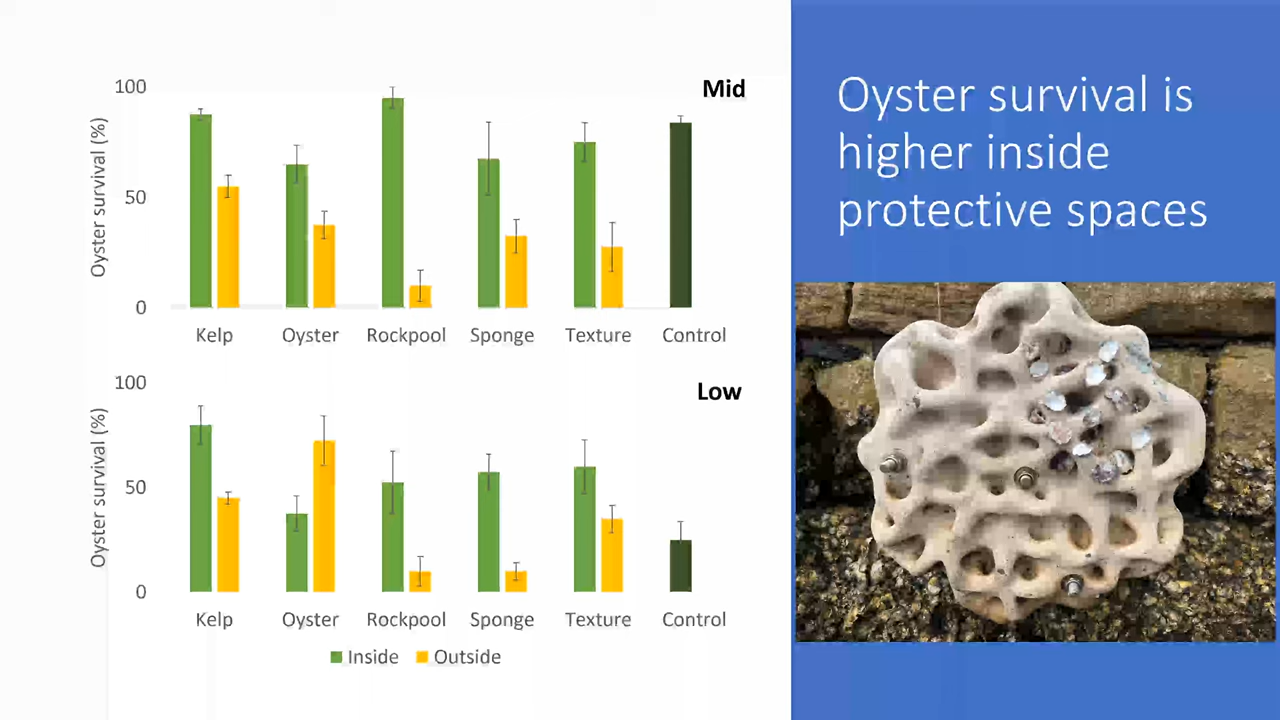 100
Mid
Oyster survival (%)
50
0
Kelp Oyster Rockpool Sponge Texture Control
100
Low
Oyster survival (%)
50
0
Kelp Oyster Rockpool Sponge Texture Control
Inside Outside
Oyster survival is
higher inside
protective spaces